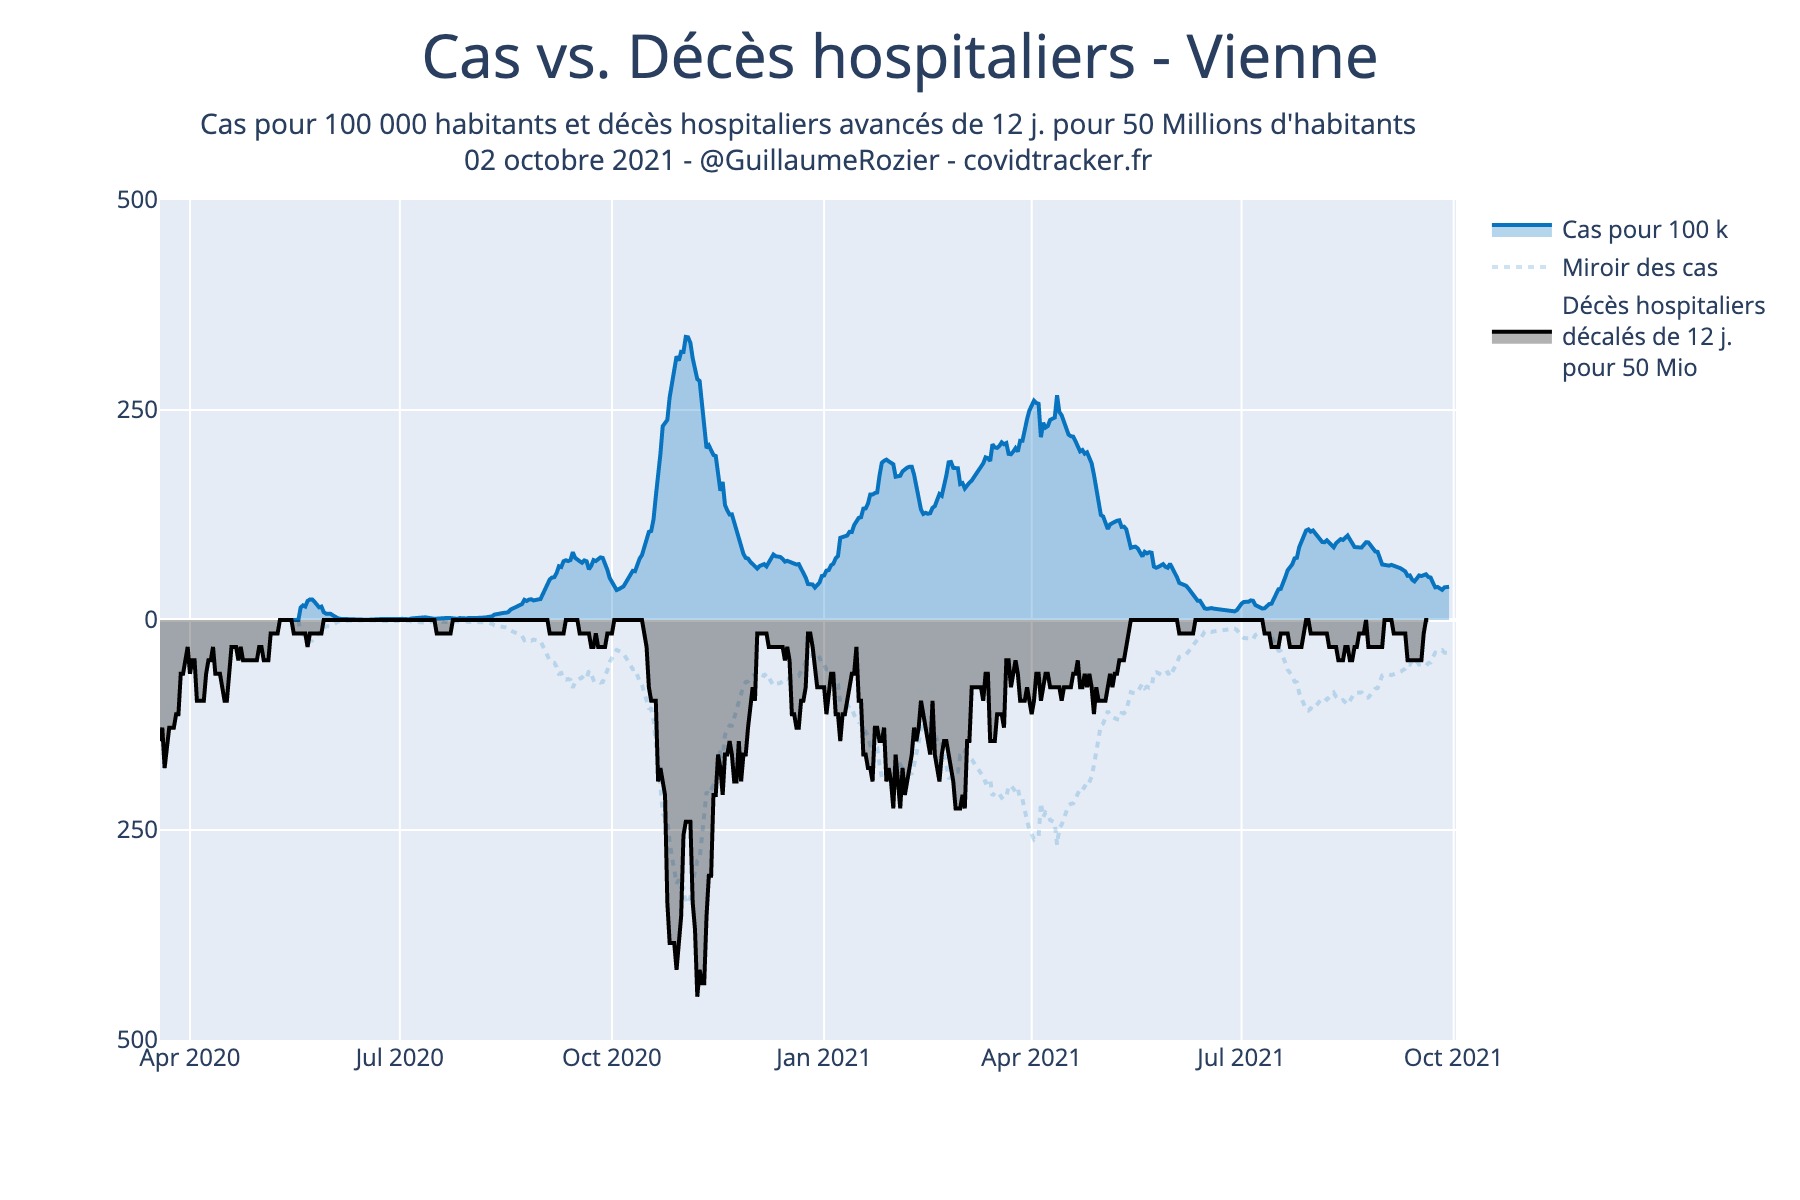 Cas vs. Décès hospitaliers - Vienne
Cas pour 100 000 habitants et décès hospitaliers avancés de 12 j. pour 50 Millions d'habitants
02 octobre 2021 - @GuillaumeRozier - covidtracker.fr
500
250
0
250
500
Apr 2020
Jul 2020
Oct 2020
Jan 2021
Apr 2021
Jul 2021
Oct 2021
Cas pour 100 k
Miroir des cas
Décès hospitaliers
décalés de 12 j.
pour 50 Mio